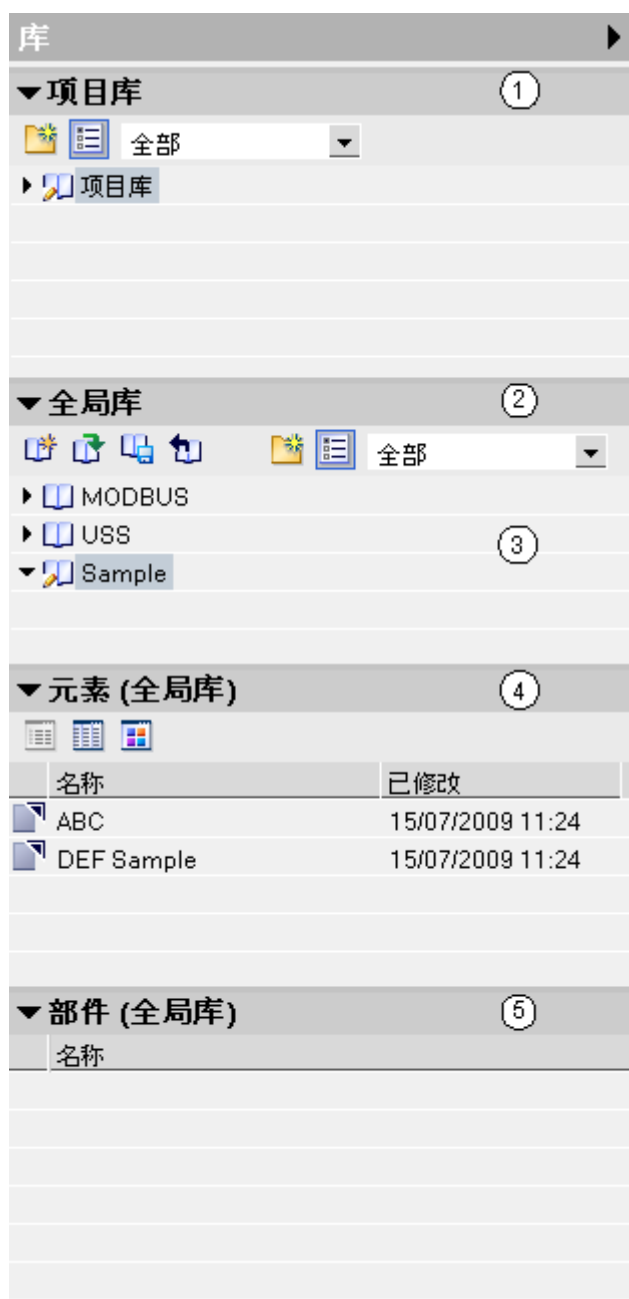 库
项目库 ①
全部
项目库
全局库 ②
全部
MODBUS
USS
③
Sample
元素 (全局库) ④
名称 已修改
ABC 15/07/2009 11:24
DEF Sample 15/07/2009 11:24
部件 (全局库) ⑤
名称